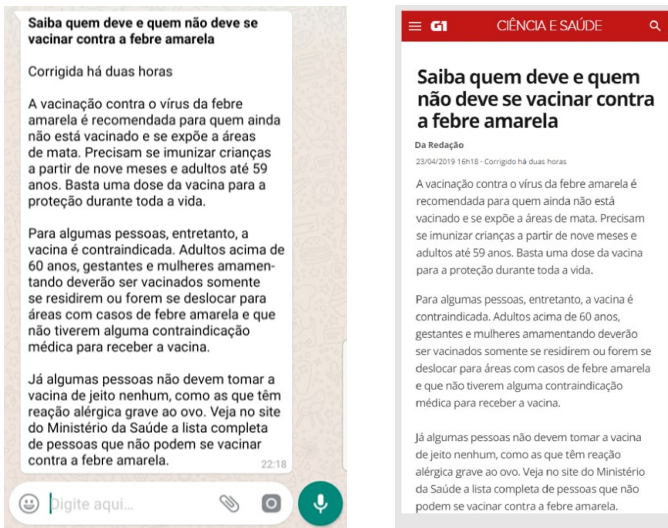 Saiba quem deve e quem não deve se
vacinar contra a febre amarela
Corrigida há duas horas
A vacinação contra o vírus da febre
amarela é recomendada para quem ainda
não está vacinado e se expõe a áreas
de mata. Precisam se imunizar crianças
a partir de nove meses e adultos até 59
anos. Basta uma dose da vacina para a
proteção durante toda a vida.
Para algumas pessoas, entretanto, a
vacina é contraindicada. Adultos acima de
60 anos, gestantes e mulheres amamen-
tando deverão ser vacinados somente
se residirem ou forem se deslocar para
áreas com casos de febre amarela e que
não tiverem alguma contraindicação
médica para receber a vacina.
Já algumas pessoas não devem tomar a
vacina de jeito nenhum, como as que têm
reação alérgica grave ao ovo. Veja no site
do Ministério da Saúde a lista completa
de pessoas que não podem se vacinar
contra a febre amarela.
22:18
Digite aqui...
G1 CIÊNCIA E SAÚDE
Saiba quem deve e quem
não deve se vacinar contra
a febre amarela
Da Redação
23/04/2019 16h18 - Corrigido há duas horas
A vacinação contra o vírus da febre amarela é
recomendada para quem ainda não está
vacinado e se expõe a áreas de mata. Precisam
se imunizar crianças a partir de nove meses e
adultos até 59 anos. Basta uma dose da vacina
para a proteção durante toda a vida.
Para algumas pessoas, entretanto, a vacina é
contraindicada. Adultos acima de 60 anos,
gestantes e mulheres amamentando deverão
ser vacinados somente se residirem ou forem se
deslocar para áreas com casos de febre amarela
e que não tiverem alguma contraindicação
médica para receber a vacina.
Já algumas pessoas não devem tomar a vacina
de jeito nenhum, como as que têm reação
alérgica grave ao ovo. Veja no site do Ministério
da Saúde a lista completa de pessoas que não
podem se vacinar contra a febre amarela.